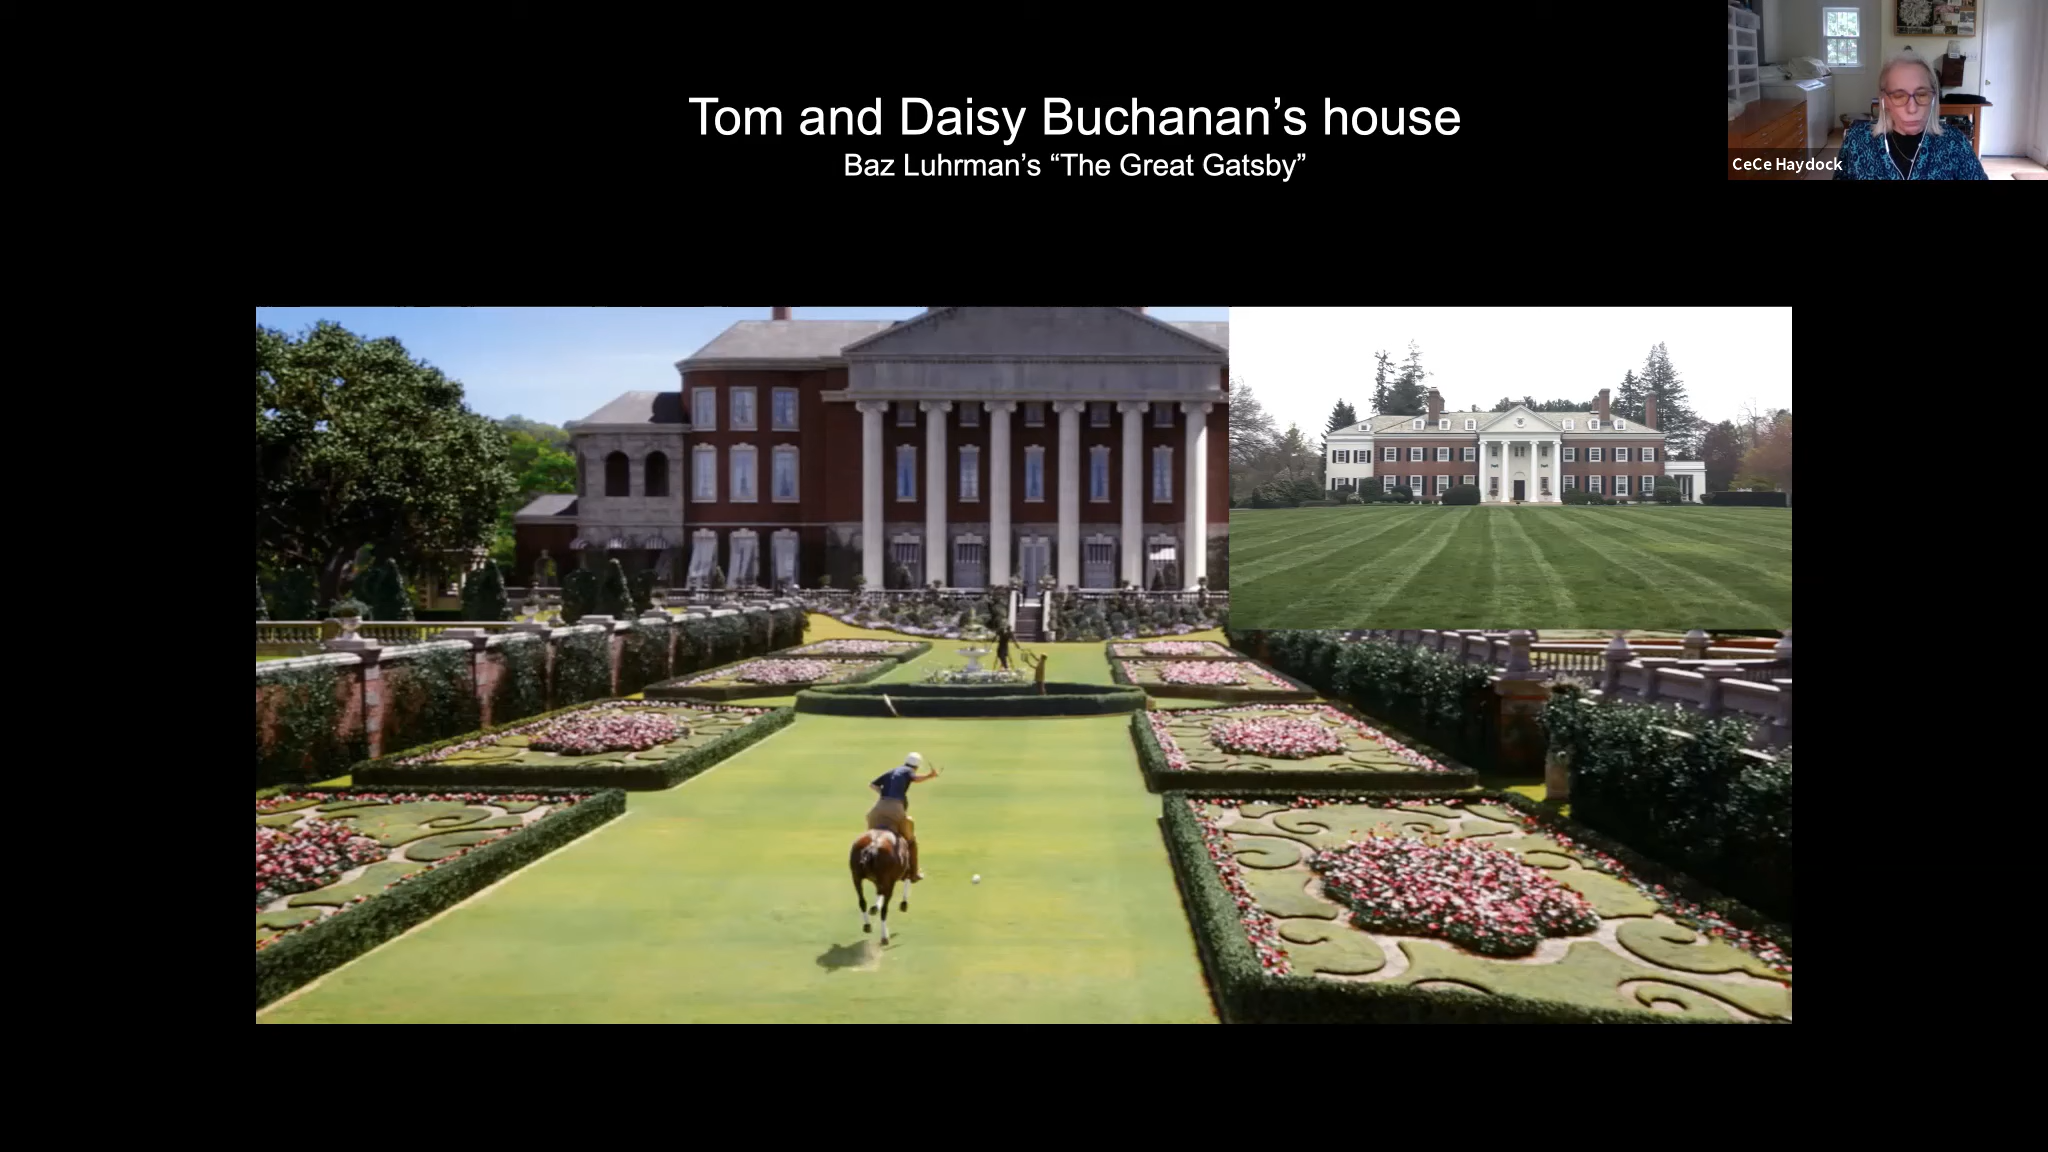 Tom and Daisy Buchanan’s house
Baz Luhrman’s “The Great Gatsby”
CeCe Haydock